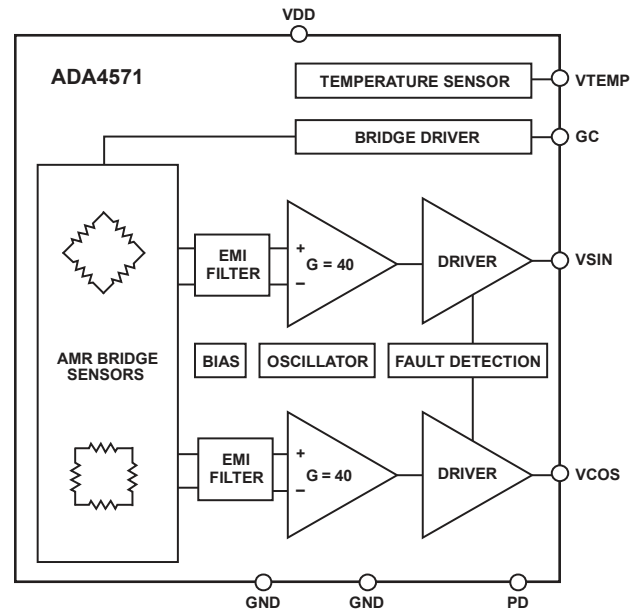 VDD
ADA4571
TEMPERATURE SENSOR
VTEMP
BRIDGE DRIVER
GC
EMI
FILTER
+
–
G = 40
DRIVER
VSIN
AMR BRIDGE
SENSORS
BIAS
OSCILLATOR
FAULT DETECTION
EMI
FILTER
+
–
G = 40
DRIVER
VCOS
GND
GND
PD